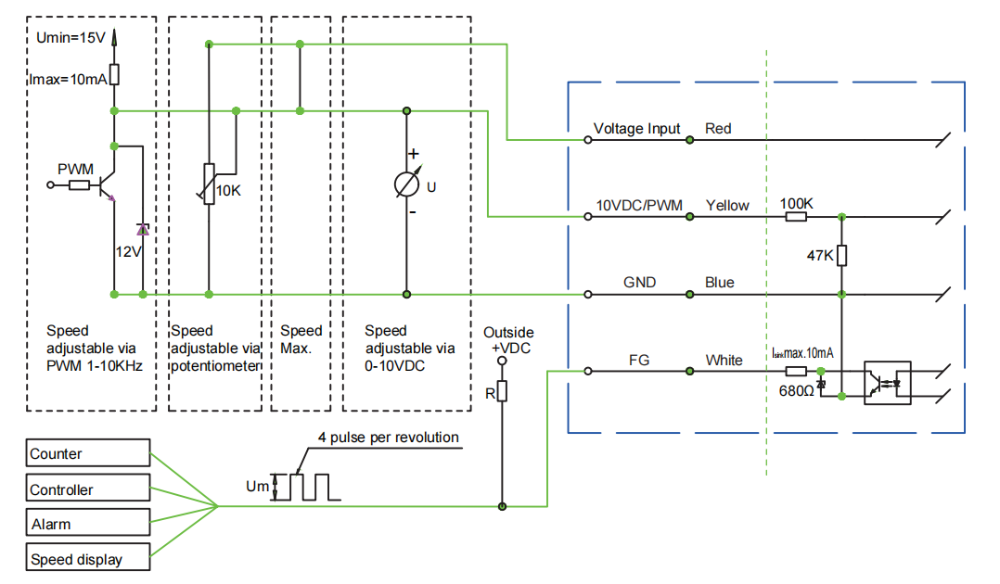 Umin=15V
Imax=10mA
PWM
12V
10K
+
U
-
Speed
adjustable via
PWM 1-10KHz
Speed
adjustable via
potentiometer
Speed
Max.
Speed
adjustable via
0-10VDC
Voltage Input Red
10VDC/PWM Yellow 100K
47K
GND Blue
FG White
Isinkmax.10mA
680Ω
Outside
+VDC
R
4 pulse per revolution
Um
Counter
Controller
Alarm
Speed display